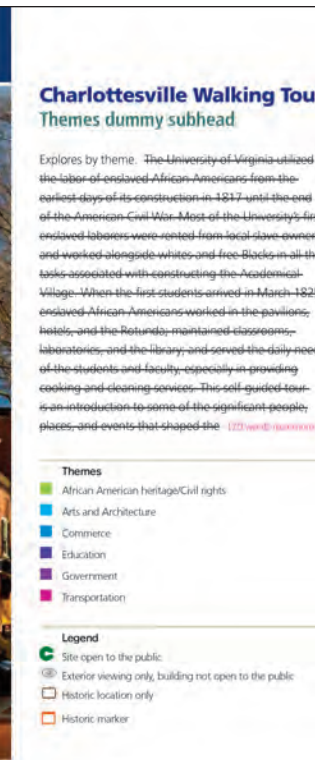 Charlottesville Walking Tou
Themes dummy subhead
Explores by theme. The University of Virginia utilized
the labor of enslaved African Americans from the
earliest days of its construction in 1817 until the end
of the American Civil War. Most of the University's firs
enslaved laborers were rented from local slave owner
and worked alongside whites and free Blacks in all th
tasks associated with constructing the Academical
Village. When the first students arrived in March 182
enslaved African Americans worked in the pavilions,
hotels, and the Rotunda; maintained classrooms,
laboratories, and the library; and served the daily nee
of the students and faculty, especially in providing
cooking and cleaning services. This self-guided tour
is an introduction to some of the significant people,
places, and events that shaped the
Themes
African American heritage/Civil rights
Arts and Architecture
Commerce
Education
Government
Transportation
Legend
Site open to the public
Exterior viewing only, building not open to the public
Historic location only
Historic marker